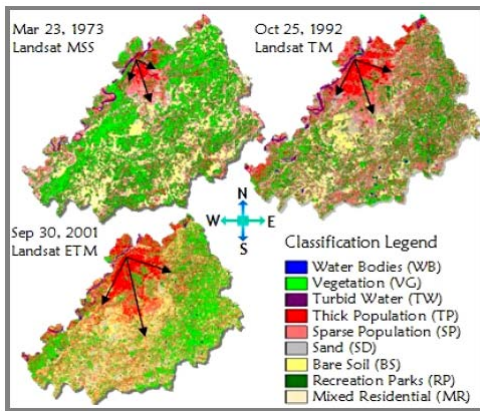 Mar 23, 1973
Landsat MSS
Oct 25, 1992
Landsat TM
Sep 30, 2001
Landsat ETM
N
W
E
S
Classification Legend
Water Bodies (WB)
Vegetation (VG)
Turbid Water (TW)
Thick Population (TP)
Sparse Population (SP)
Sand (SD)
Bare Soil (BS)
Recreation Parks (RP)
Mixed Residential (MR)